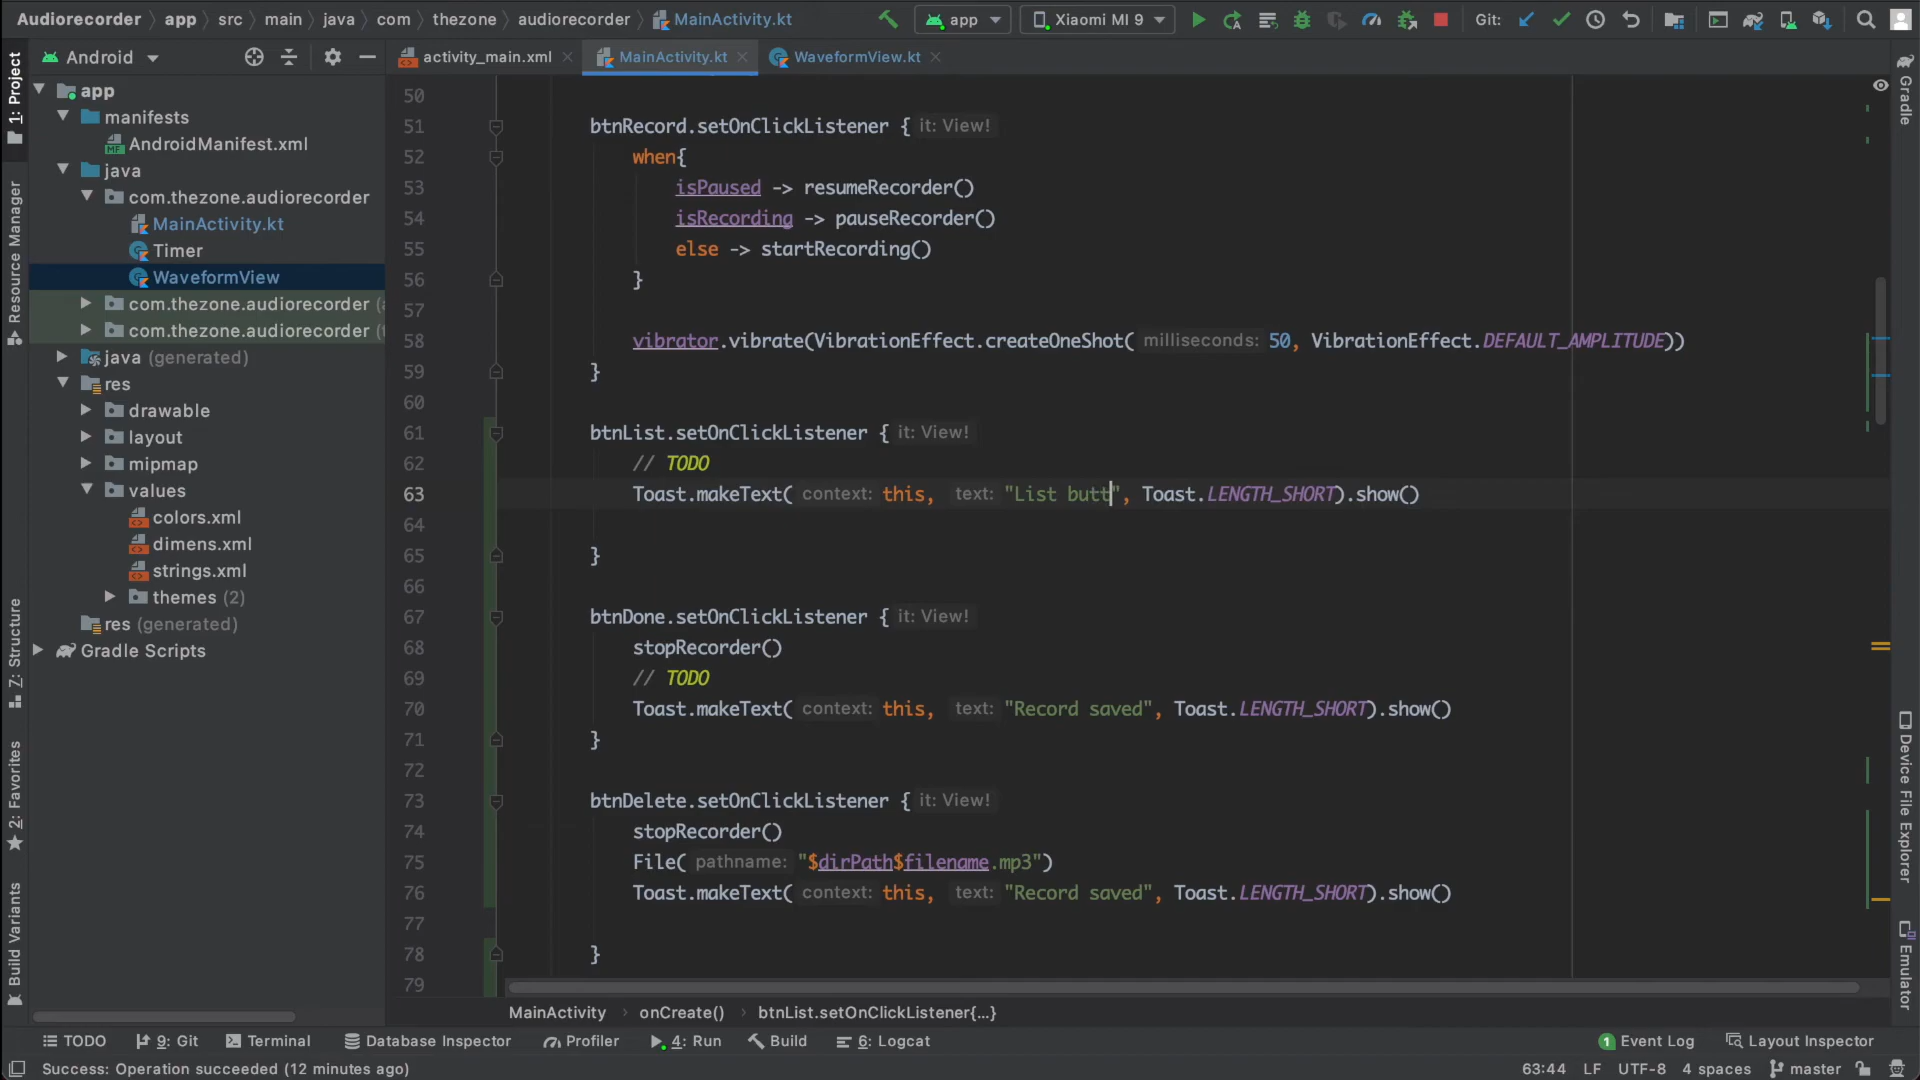 Audiorecorder › app › src › main › java › com › thezone › audiorecorder › MainActivity.kt
app
Xiaomi MI 9
Git:
1: Project
Resource Manager
7: Structure
2: Favorites
Build Variants
Android
app
manifests
AndroidManifest.xml
java
com.thezone.audiorecorder
MainActivity.kt
Timer
WaveformView
com.thezone.audiorecorder
com.thezone.audiorecorder
java (generated)
res
drawable
layout
mipmap
values
colors.xml
dimens.xml
strings.xml
themes (2)
res (generated)
Gradle Scripts
activity_main.xml
MainActivity.kt
WaveformView.kt
50
51 btnRecord.setOnClickListener { it: View!
52 when{
53 isPaused -> resumeRecorder()
54 isRecording -> pauseRecorder()
55 else -> startRecording()
56 }
57
58 vibrator.vibrate(VibrationEffect.createOneShot( milliseconds: 50, VibrationEffect.DEFAULT_AMPLITUDE))
59 }
60
61 btnList.setOnClickListener { it: View!
62 // TODO
63 Toast.makeText( context: this, text: "List butt", Toast.LENGTH_SHORT).show()
64
65 }
66
67 btnDone.setOnClickListener { it: View!
68 stopRecorder()
69 // TODO
70 Toast.makeText( context: this, text: "Record saved", Toast.LENGTH_SHORT).show()
71 }
72
73 btnDelete.setOnClickListener { it: View!
74 stopRecorder()
75 File( pathname: "$dirPath$filename.mp3")
76 Toast.makeText( context: this, text: "Record saved", Toast.LENGTH_SHORT).show()
77
78 }
79
MainActivity › onCreate() › btnList.setOnClickListener{...}
Gradle
Device File Explorer
Emulator
TODO
9: Git
Terminal
Database Inspector
Profiler
4: Run
Build
6: Logcat
1 Event Log
Layout Inspector
Success: Operation succeeded (12 minutes ago)
63:44 LF UTF-8 4 spaces master